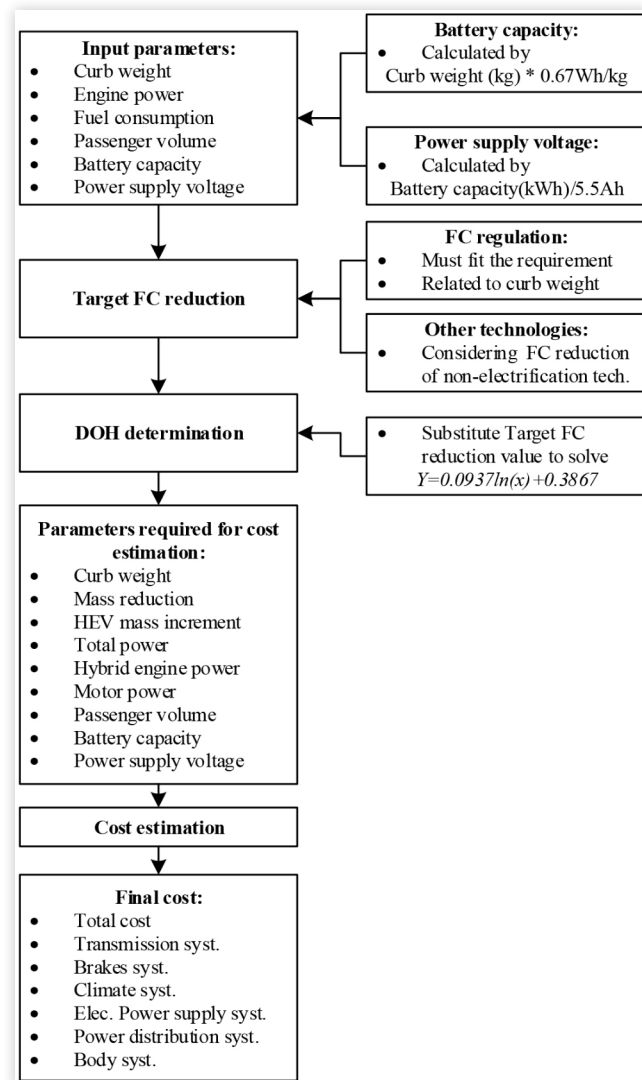 Input parameters:
• Curb weight
• Engine power
• Fuel consumption
• Passenger volume
• Battery capacity
• Power supply voltage
Battery capacity:
• Calculated by
Curb weight (kg) * 0.67Wh/kg
Power supply voltage:
• Calculated by
Battery capacity(kWh)/5.5Ah
Target FC reduction
FC regulation:
• Must fit the requirement
• Related to curb weight
Other technologies:
• Considering FC reduction
of non-electrification tech.
DOH determination
• Substitute Target FC
reduction value to solve
Y=0.0937ln(x)+0.3867
Parameters required for cost
estimation:
• Curb weight
• Mass reduction
• HEV mass increment
• Total power
• Hybrid engine power
• Motor power
• Passenger volume
• Battery capacity
• Power supply voltage
Cost estimation
Final cost:
• Total cost
• Transmission syst.
• Brakes syst.
• Climate syst.
• Elec. Power supply syst.
• Power distribution syst.
• Body syst.